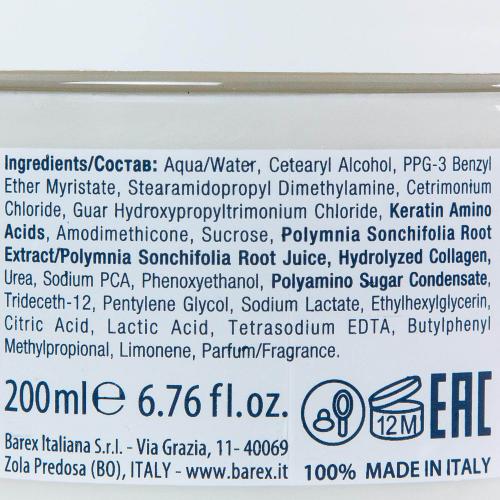 Ingredients/Состав: Aqua/Water, Cetearyl Alcohol, PPG-3 Benzyl
Ether Myristate, Stearamidopropyl Dimethylamine, Cetrimonium
Chloride, Guar Hydroxypropyltrimonium Chloride, Keratin Amino
Acids, Amodimethicone, Sucrose, Polymnia Sonchifolia Root
Extract/Polymnia Sonchifolia Root Juice, Hydrolyzed Collagen,
Urea, Sodium PCA, Phenoxyethanol, Polyamino Sugar Condensate,
Trideceth-12, Pentylene Glycol, Sodium Lactate, Ethylhexylglycerin,
Citric Acid, Lactic Acid, Tetrasodium EDTA, Butylphenyl
Methylpropional, Limonene, Parfum/Fragrance.
200ml℮ 6.76 fl.oz.
12M
EAC
Barex Italiana S.r.l. - Via Grazia, 11- 40069
Zola Predosa (BO), ITALY - www.barex.it
100% MADE IN ITALY